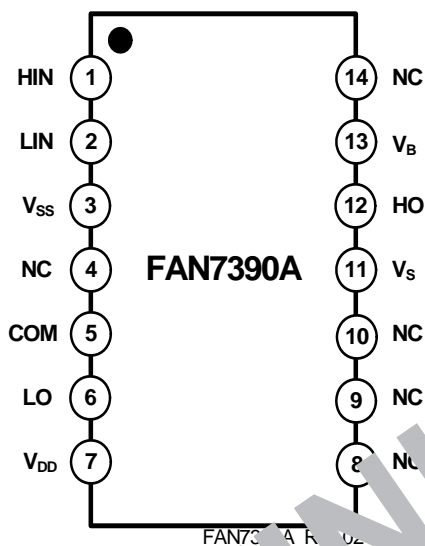 HIN 1 14 NC
LIN 2 13 VB
VSS 3 12 HO
NC 4 FAN7390A 11 VS
COM 5 10 NC
LO 6 9 NC
VDD 7 8